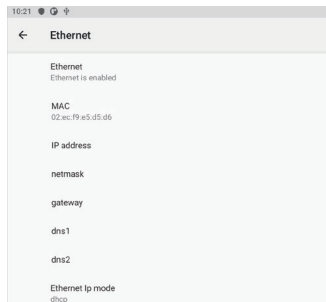 10:21
Ethernet
Ethernet
Ethernet is enabled
MAC
02:ec:f9:e5:d5:d6
IP address
netmask
gateway
dns1
dns2
Ethernet Ip mode
dhcp